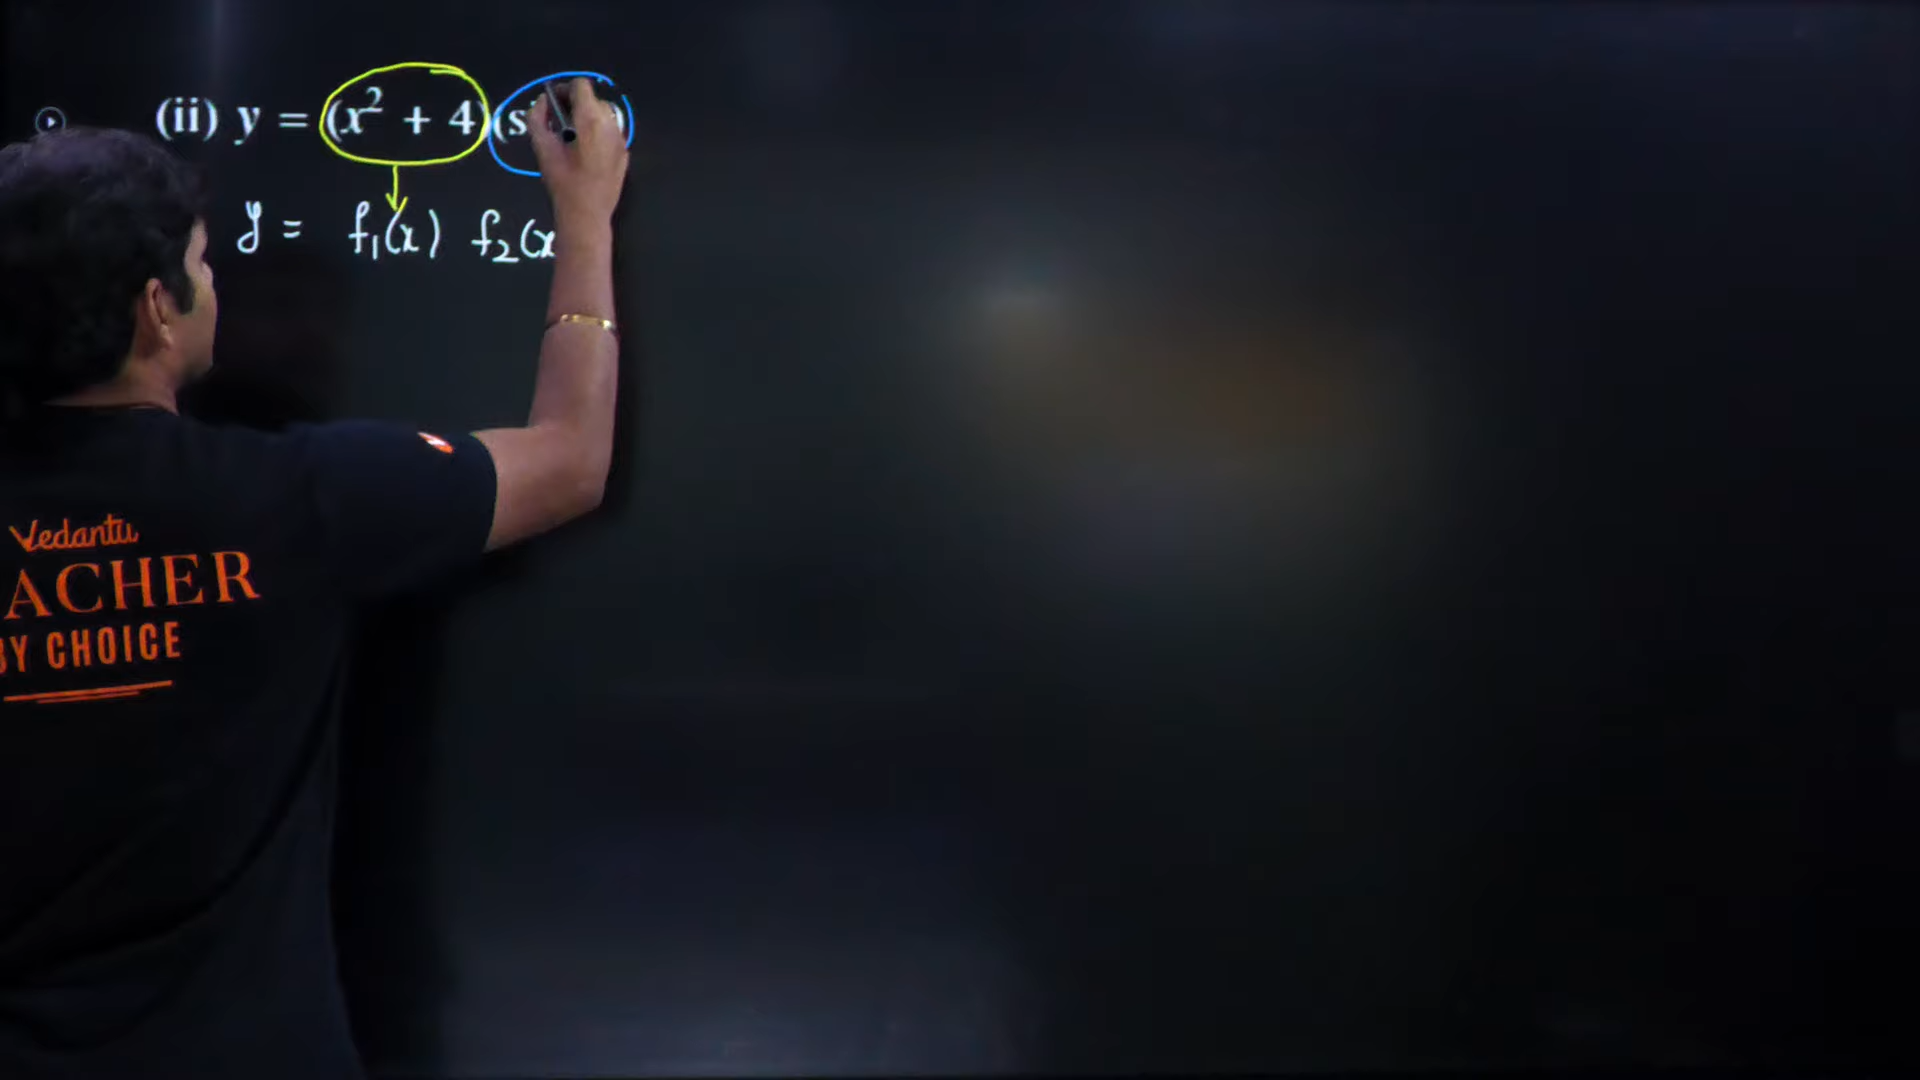 (ii) y = (x² + 4) (s
y = f₁(x) f₂(x
Vedantu
ACHER
BY CHOICE